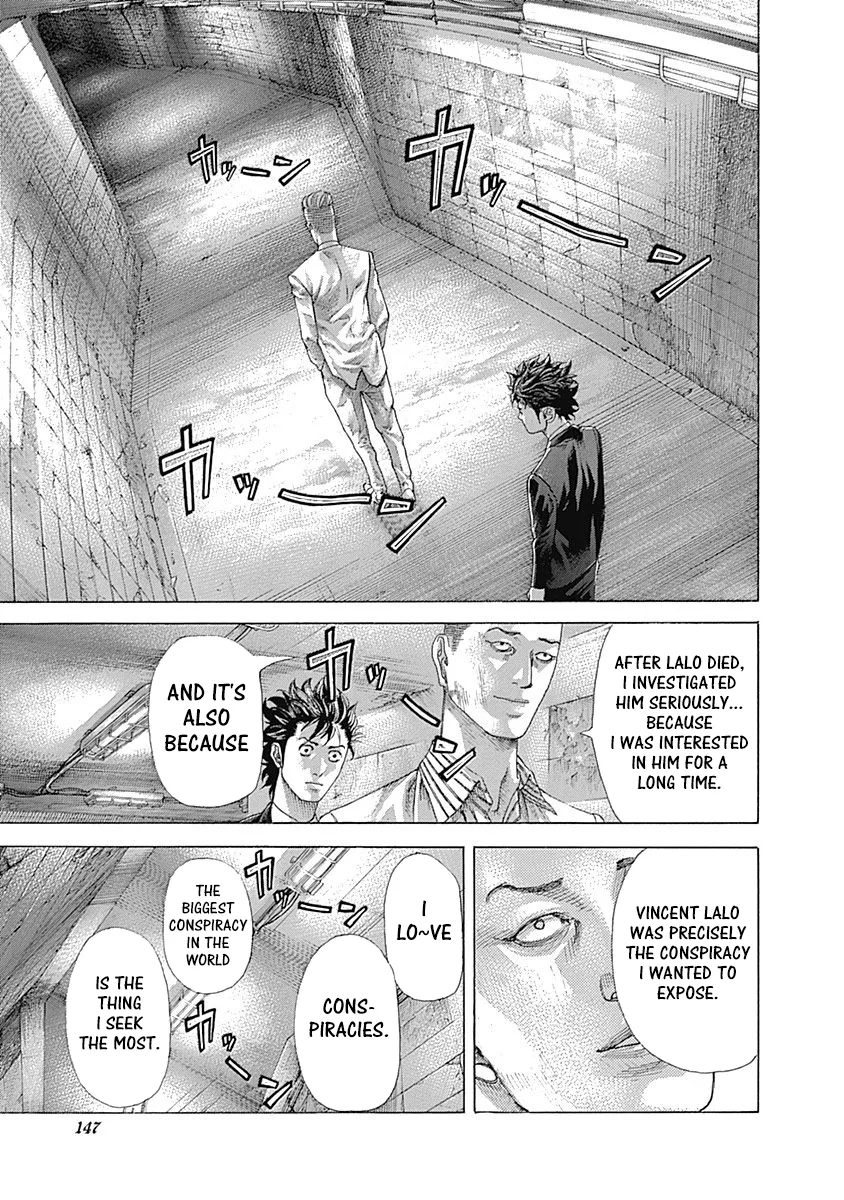 カッーン
カッーン
カッーン
AFTER LALO DIED,
I INVESTIGATED
HIM SERIOUSLY...
BECAUSE
I WAS INTERESTED
IN HIM FOR A
LONG TIME.
カッーン
AND IT'S
ALSO
BECAUSE
VINCENT LALO
WAS PRECISELY
THE CONSPIRACY
I WANTED TO
EXPOSE.
I
LO~VE
CONS-
PIRACIES.
カッーン
THE
BIGGEST
CONSPIRACY
IN THE
WORLD
IS THE
THING
I SEEK
THE MOST.
カッーン
147